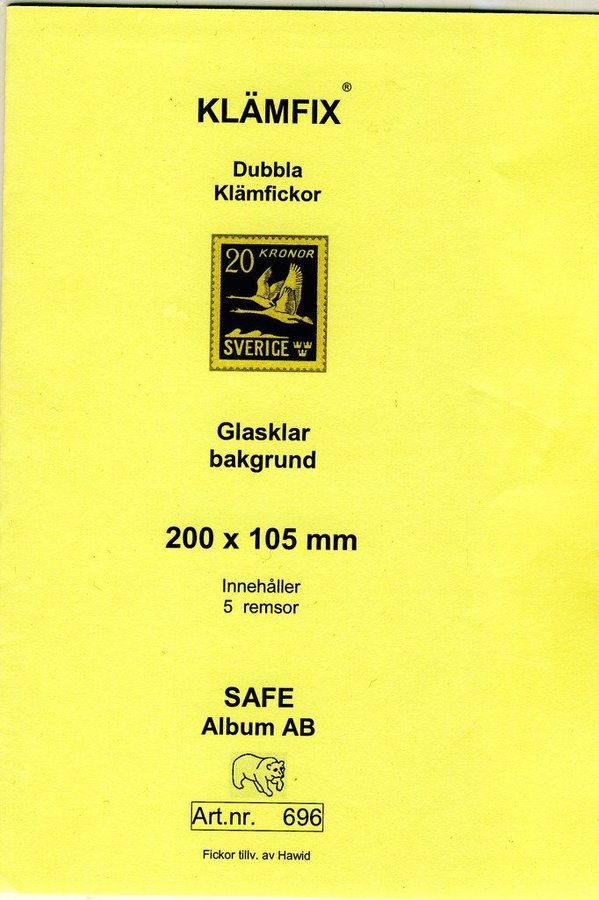 KLÄMFIX®
Dubbla
Klämfickor
20 KRONOR
SVERIGE
Glasklar
bakgrund
200 x 105 mm
Innehåller
5 remsor
SAFE
Album AB
Art.nr. 696
Fickor tillv. av Hawid